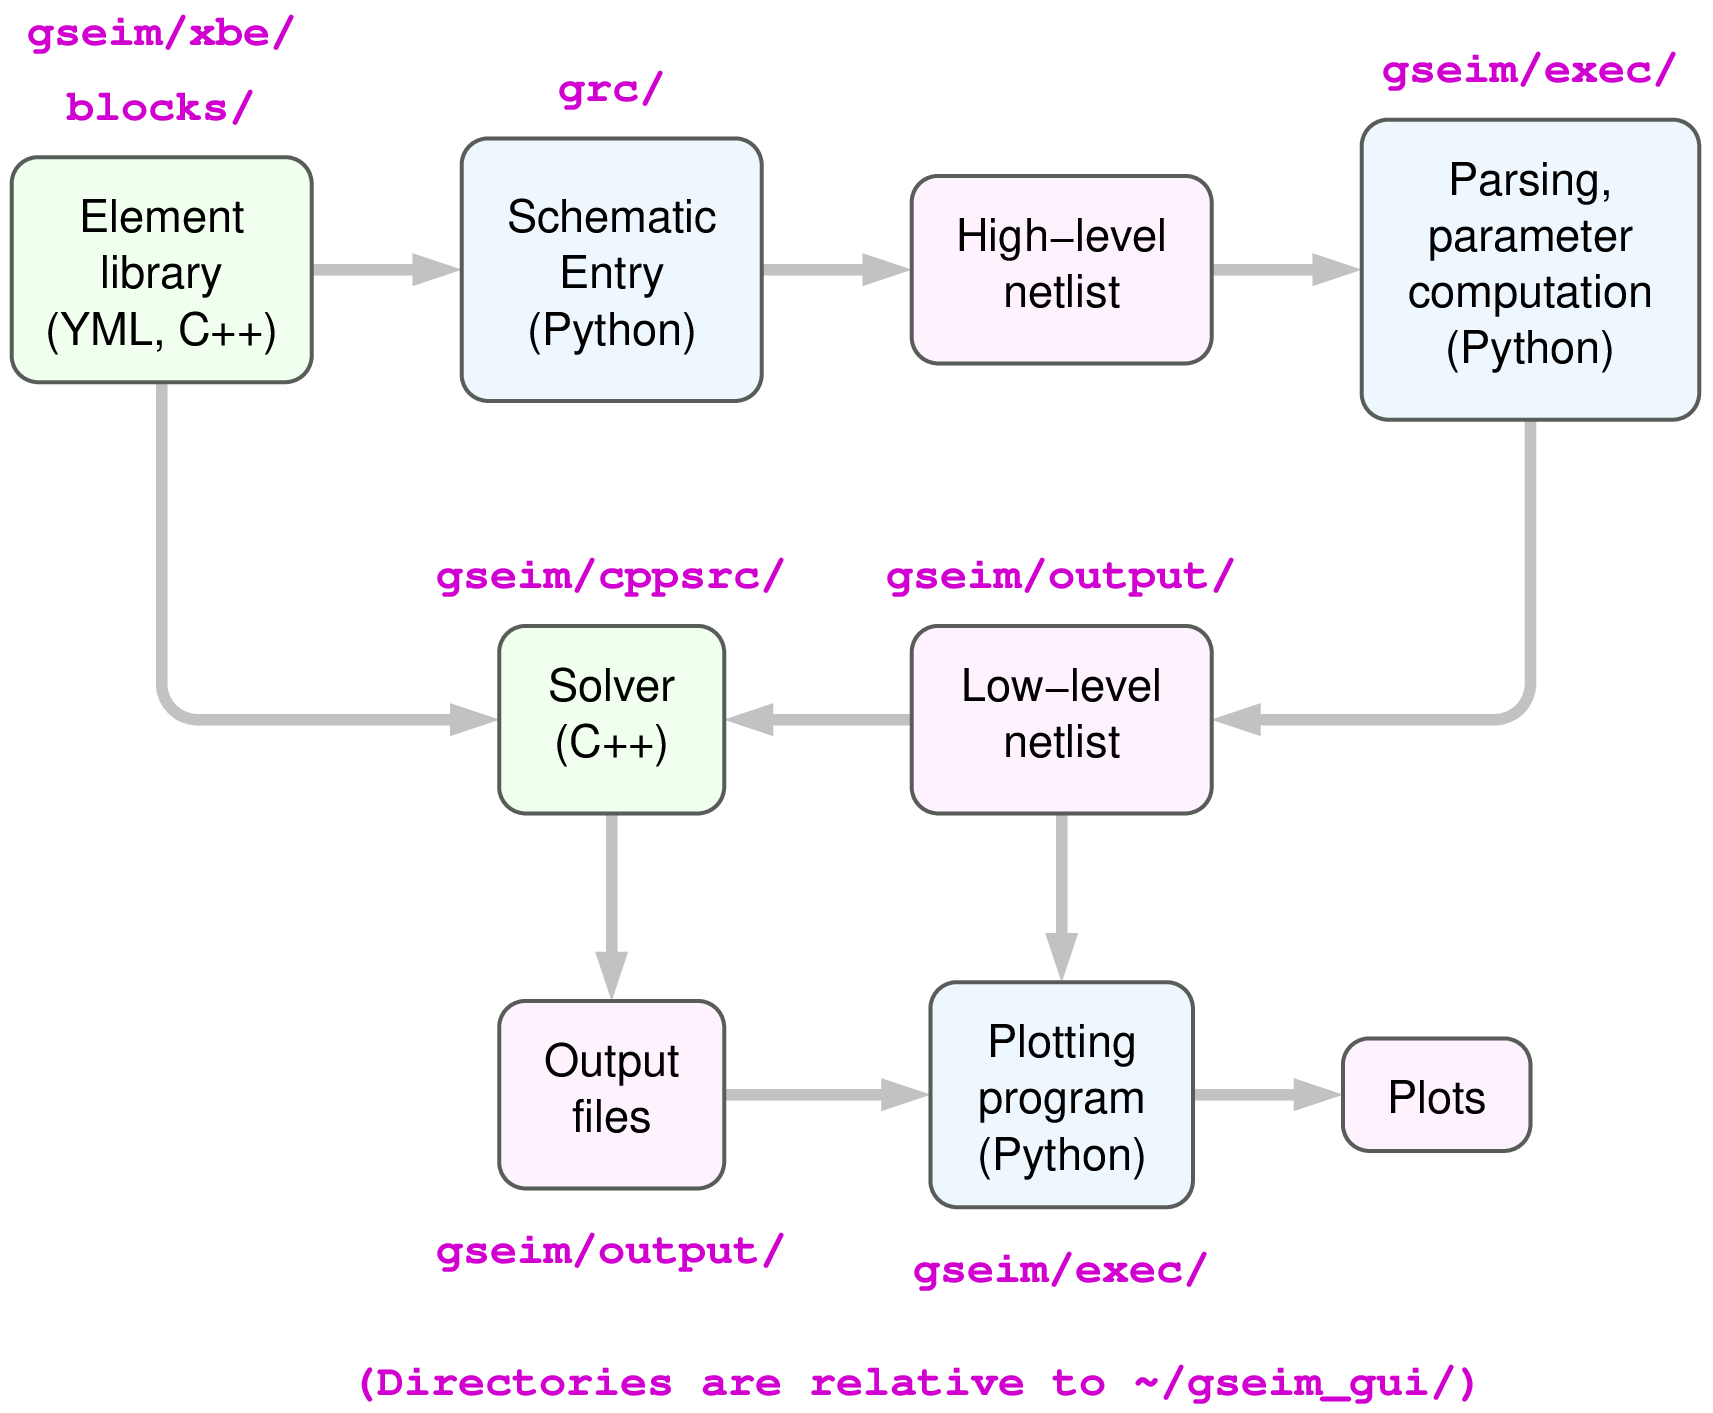 gseim/xbe/
blocks/
Element
library
(YML, C++)
grc/
Schematic
Entry
(Python)
High–level
netlist
gseim/exec/
Parsing,
parameter
computation
(Python)
gseim/cppsrc/
Solver
(C++)
gseim/output/
Low–level
netlist
Output
files
gseim/output/
Plotting
program
(Python)
gseim/exec/
Plots
(Directories are relative to ~/gseim_gui/)